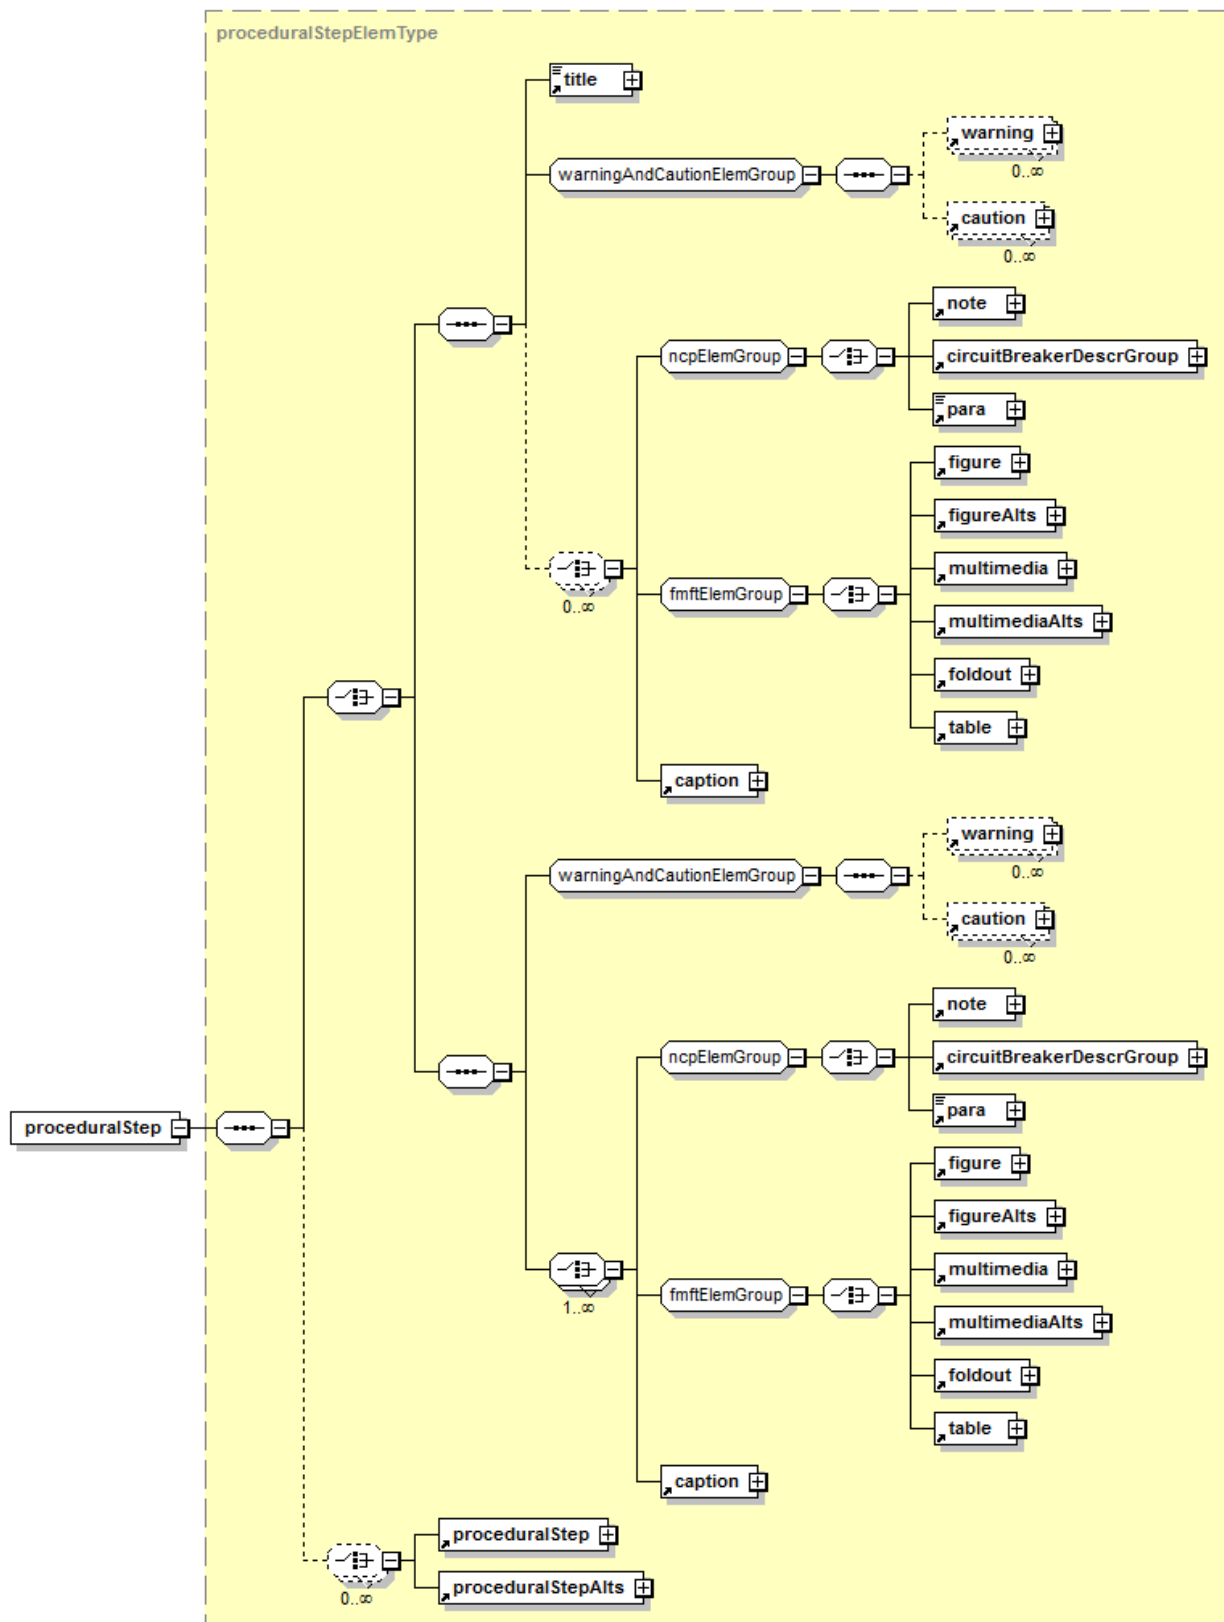 proceduralStepElemType
title
warningAndCautionElemGroup
warning
0..∞
caution
0..∞
ncpElemGroup
note
circuitBreakerDescrGroup
para
0..∞
fmftElemGroup
figure
figureAlts
multimedia
multimediaAlts
foldout
table
caption
warningAndCautionElemGroup
warning
0..∞
caution
0..∞
proceduralStep
ncpElemGroup
note
circuitBreakerDescrGroup
para
1..∞
fmftElemGroup
figure
figureAlts
multimedia
multimediaAlts
foldout
table
caption
0..∞
proceduralStep
proceduralStepAlts